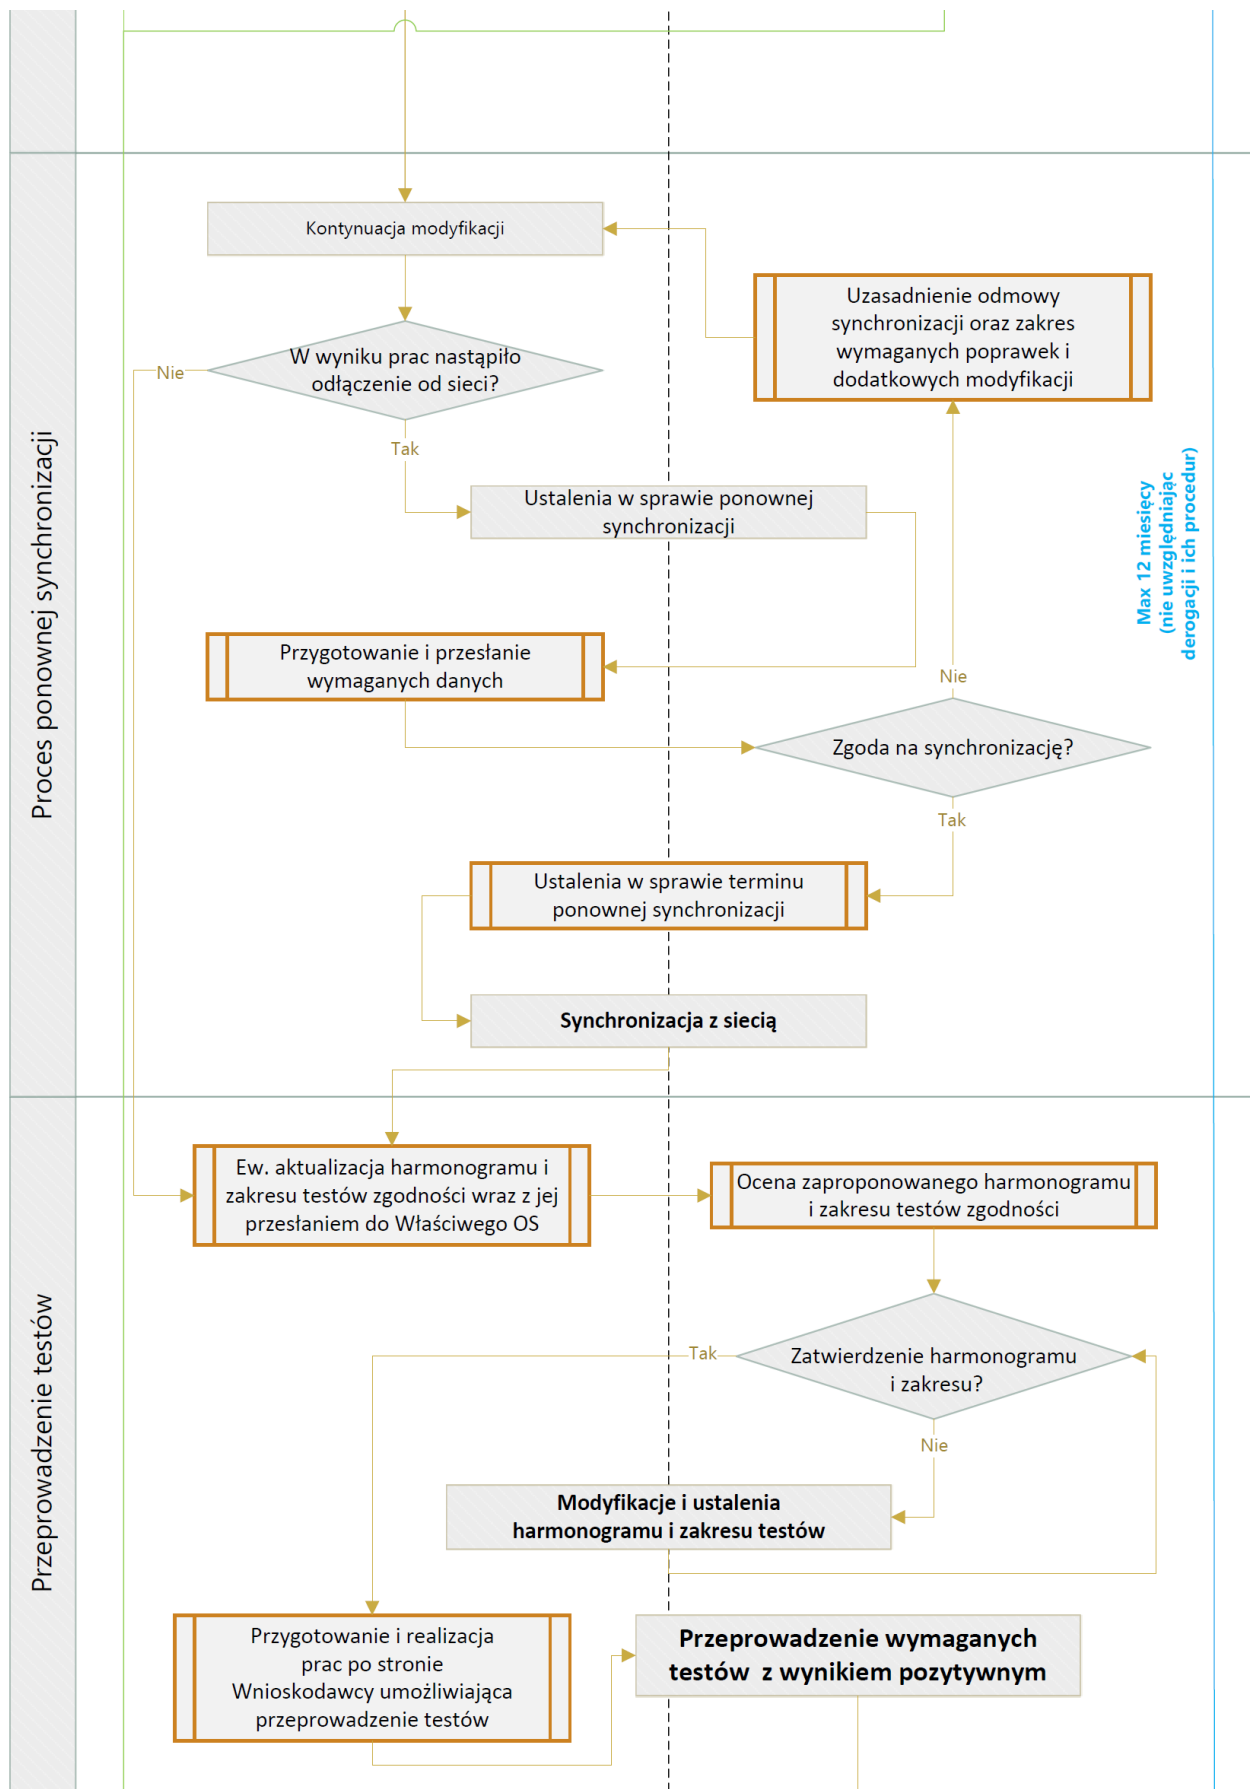 Proces ponownej synchronizacji
Kontynuacja modyfikacji
Uzasadnienie odmowy
synchronizacji oraz zakres
wymaganych poprawek i
dodatkowych modyfikacji
W wyniku prac nastąpiło
odłączenie od sieci?
Nie
Tak
Ustalenia w sprawie ponownej
synchronizacji
Max 12 miesięcy
(nie uwzględniając
derogacji i ich procedur)
Przygotowanie i przesłanie
wymaganych danych
Nie
Zgoda na synchronizację?
Tak
Ustalenia w sprawie terminu
ponownej synchronizacji
Synchronizacja z siecią
Przeprowadzenie testów
Ew. aktualizacja harmonogramu i
zakresu testów zgodności wraz z jej
przesłaniem do Właściwego OS
Ocena zaproponowanego harmonogramu
i zakresu testów zgodności
Tak
Zatwierdzenie harmonogramu
i zakresu?
Nie
Modyfikacje i ustalenia
harmonogramu i zakresu testów
Przygotowanie i realizacja
prac po stronie
Wnioskodawcy umożliwiająca
przeprowadzenie testów
Przeprowadzenie wymaganych
testów z wynikiem pozytywnym